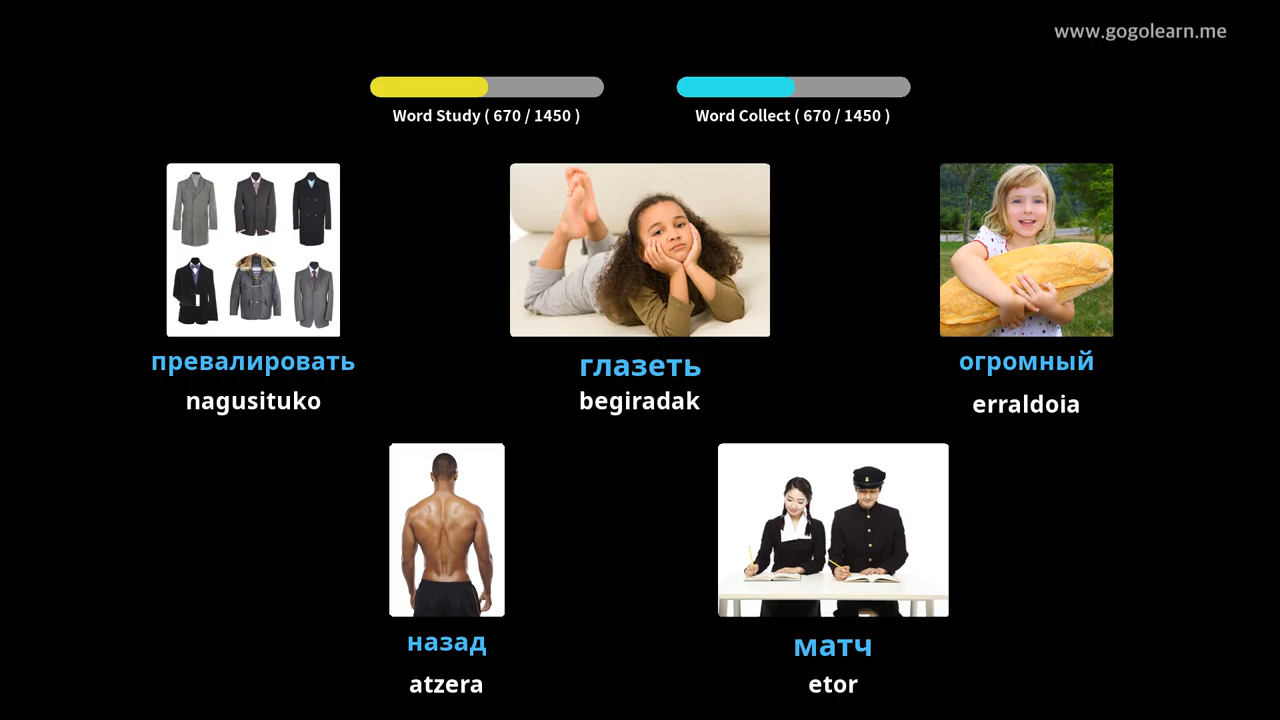 www.gogolearn.me
Word Study ( 670 / 1450 )
Word Collect ( 670 / 1450 )
превалировать
глазеть
огромный
nagusituko
begiradak
erraldoia
назад
матч
atzera
etor